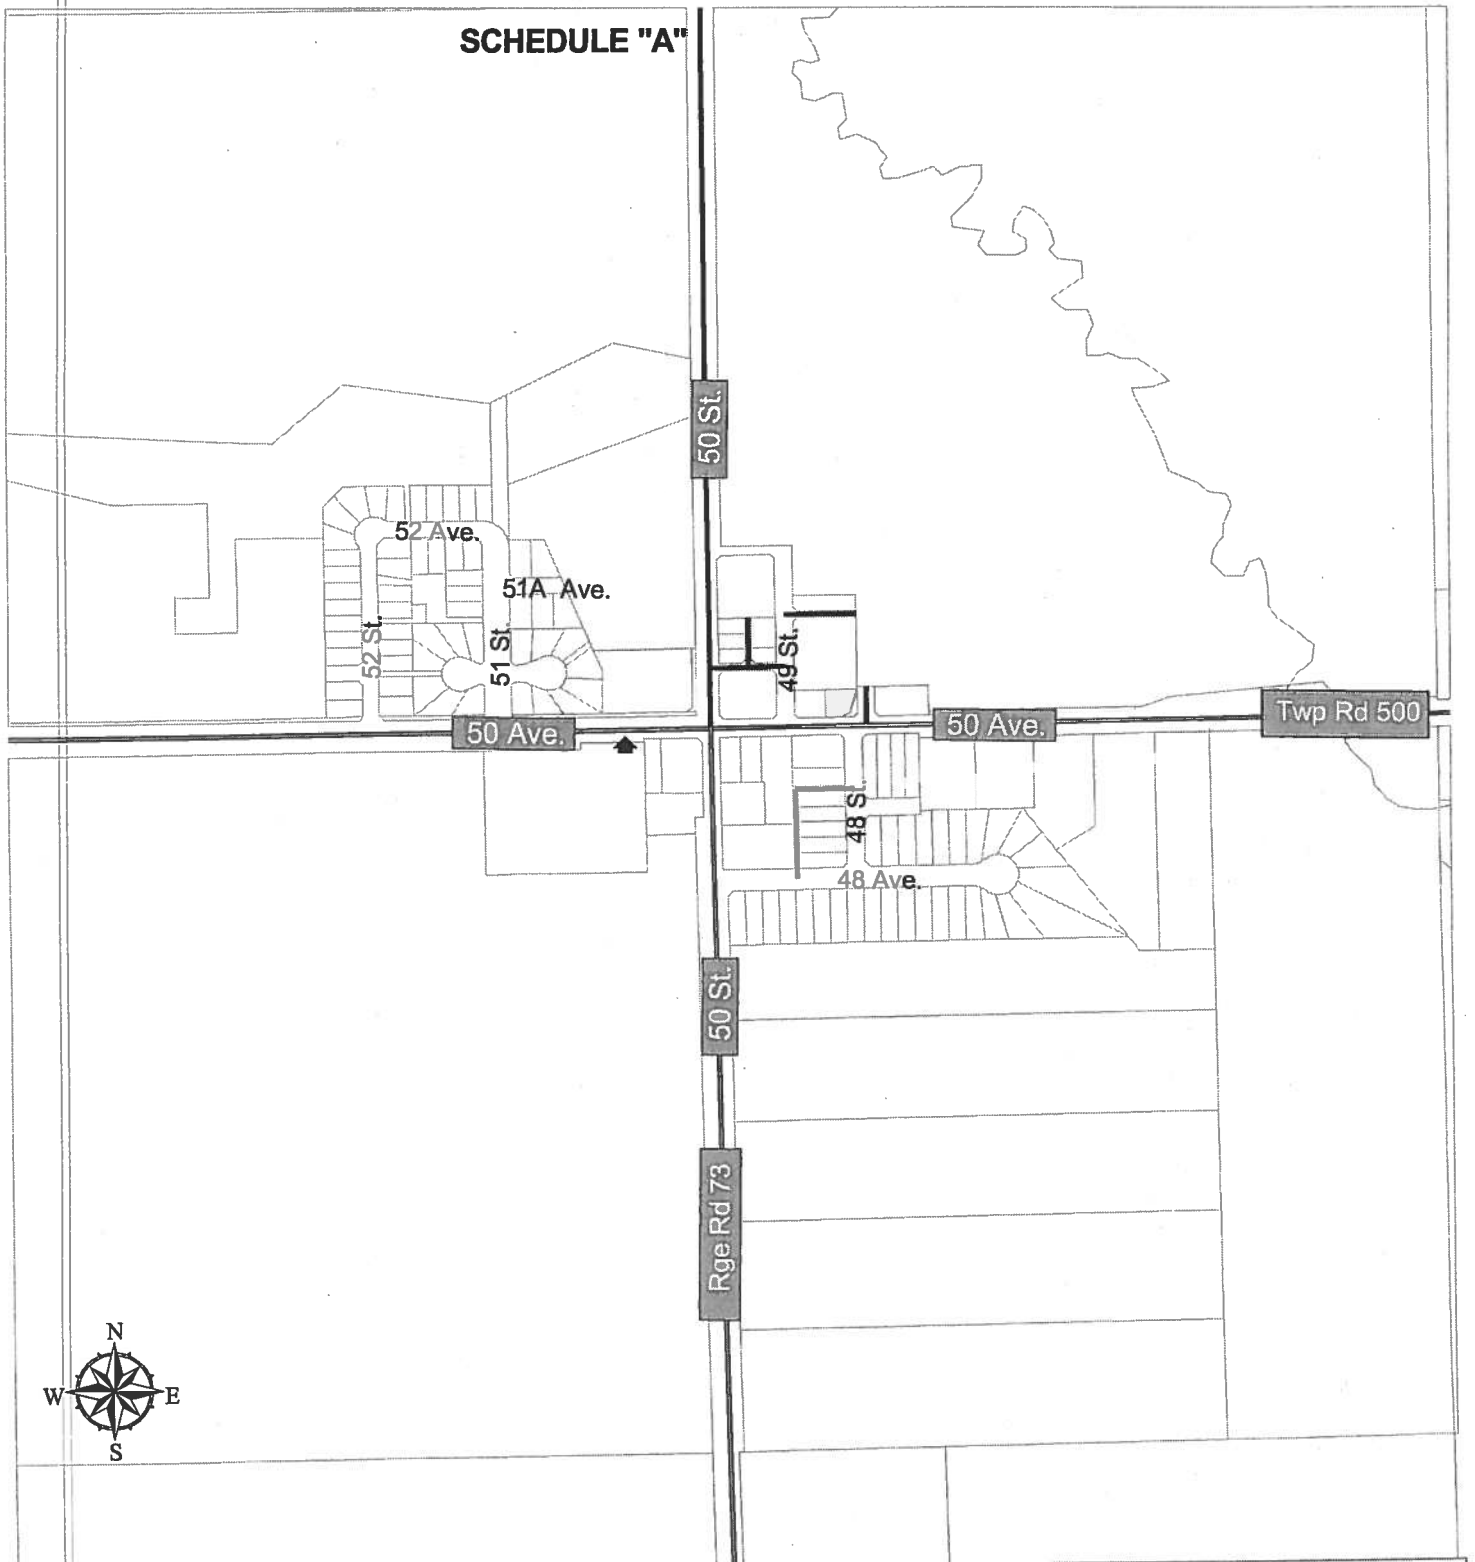 SCHEDULE "A"
50 St.
52 Ave.
51A Ave.
52 St.
51 St.
49 St.
50 Ave.
50 Ave.
Twp Rd 500
48 St.
48 Ave.
50 St.
Rge Rd 73
N
W E
S